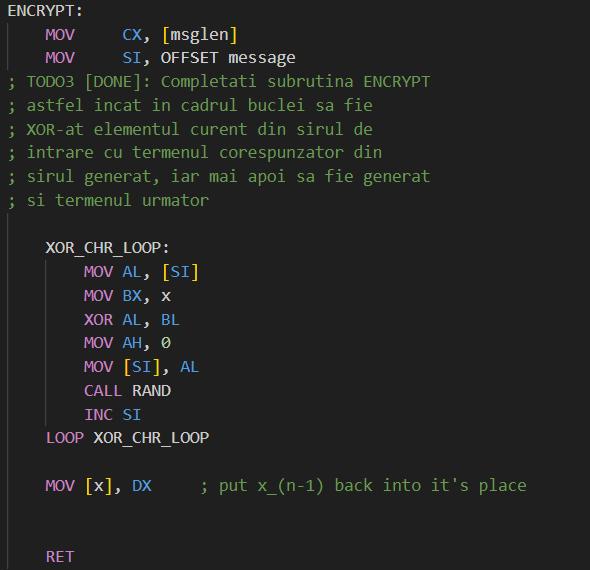 ENCRYPT:
MOV CX, [msglen]
MOV SI, OFFSET message
; TODO3 [DONE]: Completati subrutina ENCRYPT
; astfel incat in cadrul buclei sa fie
; XOR-at elementul curent din sirul de
; intrare cu termenul corespunzator din
; sirul generat, iar mai apoi sa fie generat
; si termenul urmator
XOR_CHR_LOOP:
MOV AL, [SI]
MOV BX, x
XOR AL, BL
MOV AH, 0
MOV [SI], AL
CALL RAND
INC SI
LOOP XOR_CHR_LOOP
MOV [x], DX ; put x_(n-1) back into it's place
RET